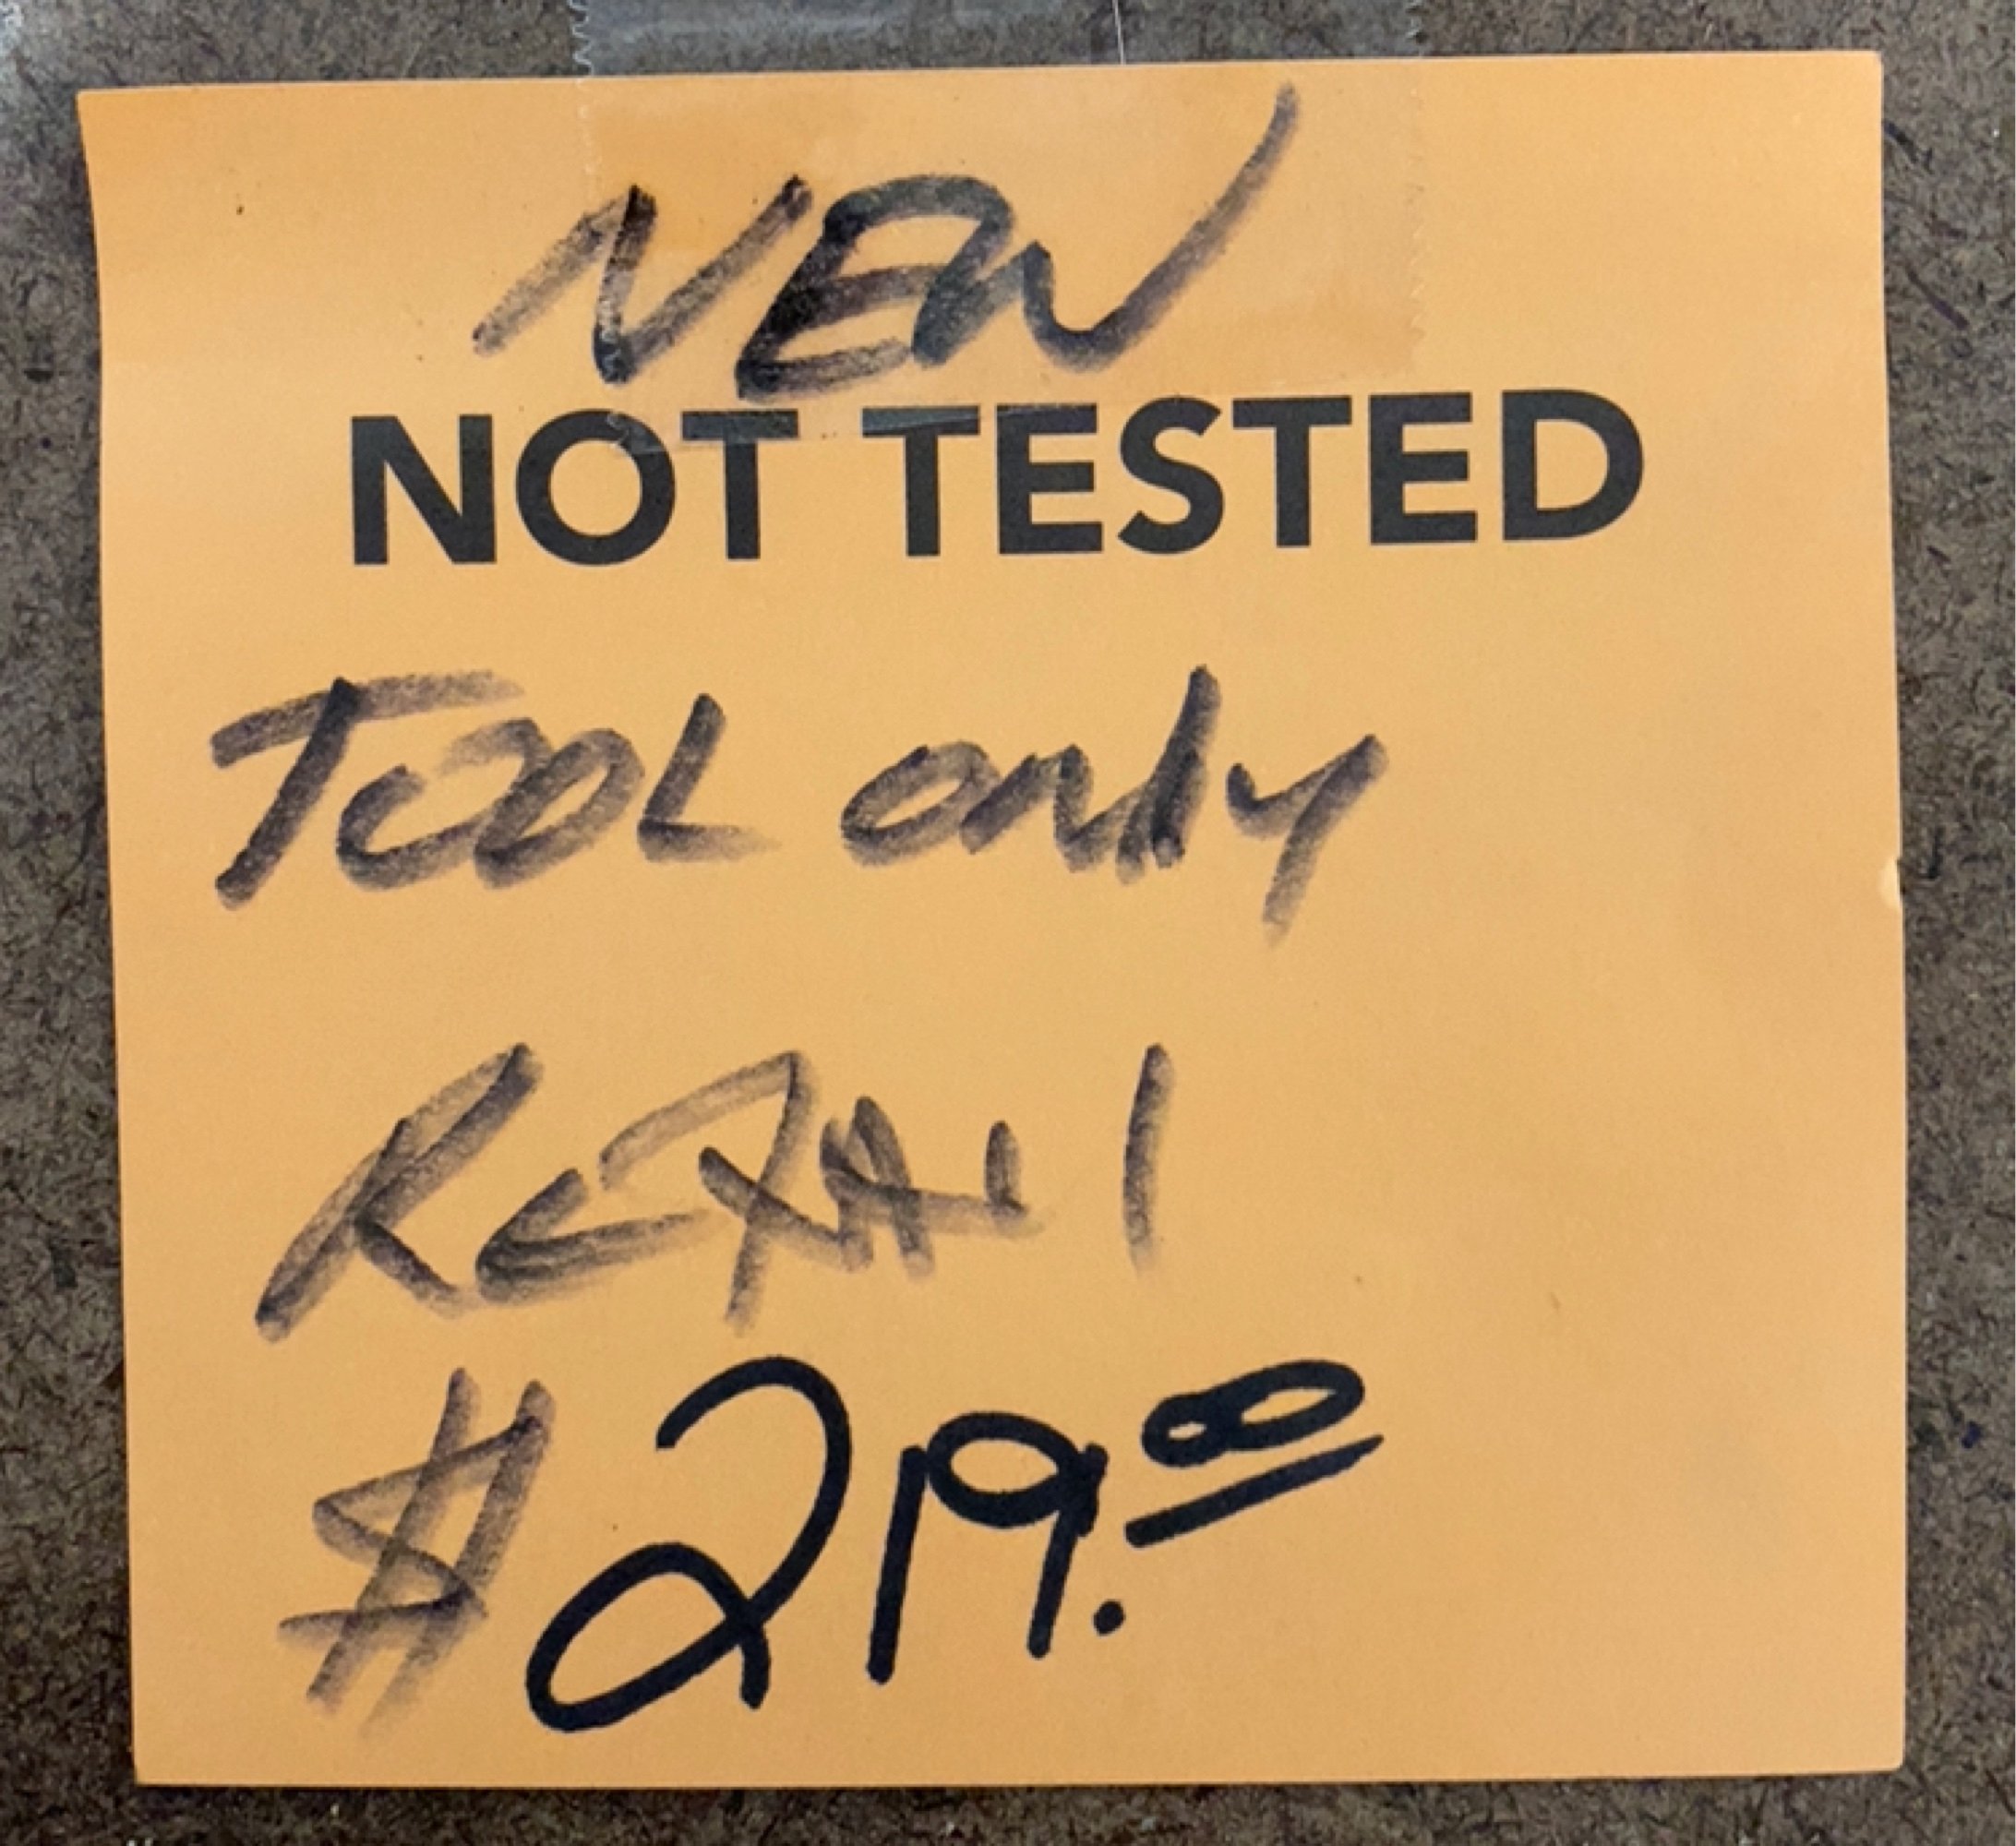 NEW
NOT TESTED
TOOL only
RETAIl
$219.00